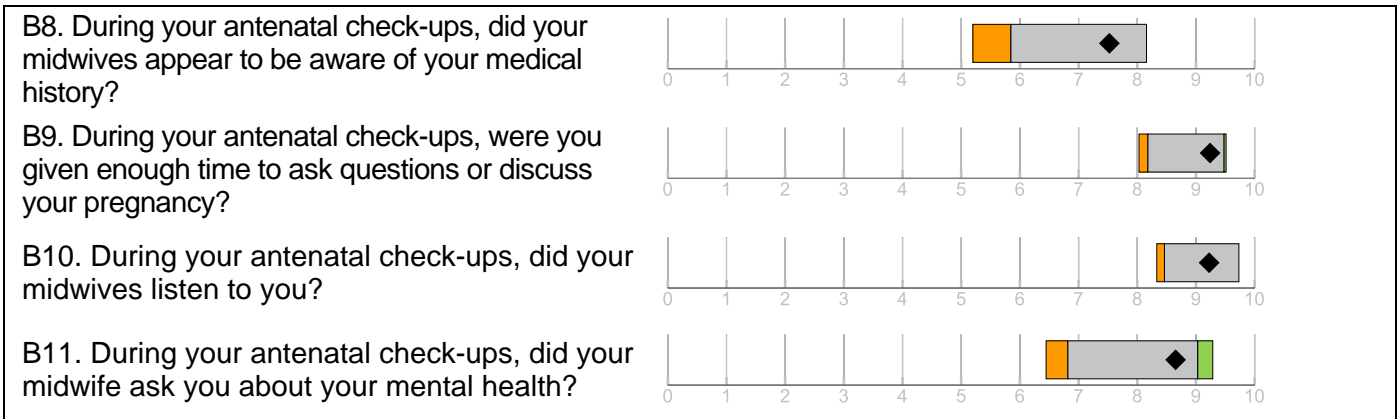 B8. During your antenatal check-ups, did your
midwives appear to be aware of your medical
history?
0 1 2 3 4 5 6 7 8 9 10
B9. During your antenatal check-ups, were you
given enough time to ask questions or discuss
your pregnancy?
0 1 2 3 4 5 6 7 8 9 10
B10. During your antenatal check-ups, did your
midwives listen to you?
0 1 2 3 4 5 6 7 8 9 10
B11. During your antenatal check-ups, did your
midwife ask you about your mental health?
0 1 2 3 4 5 6 7 8 9 10